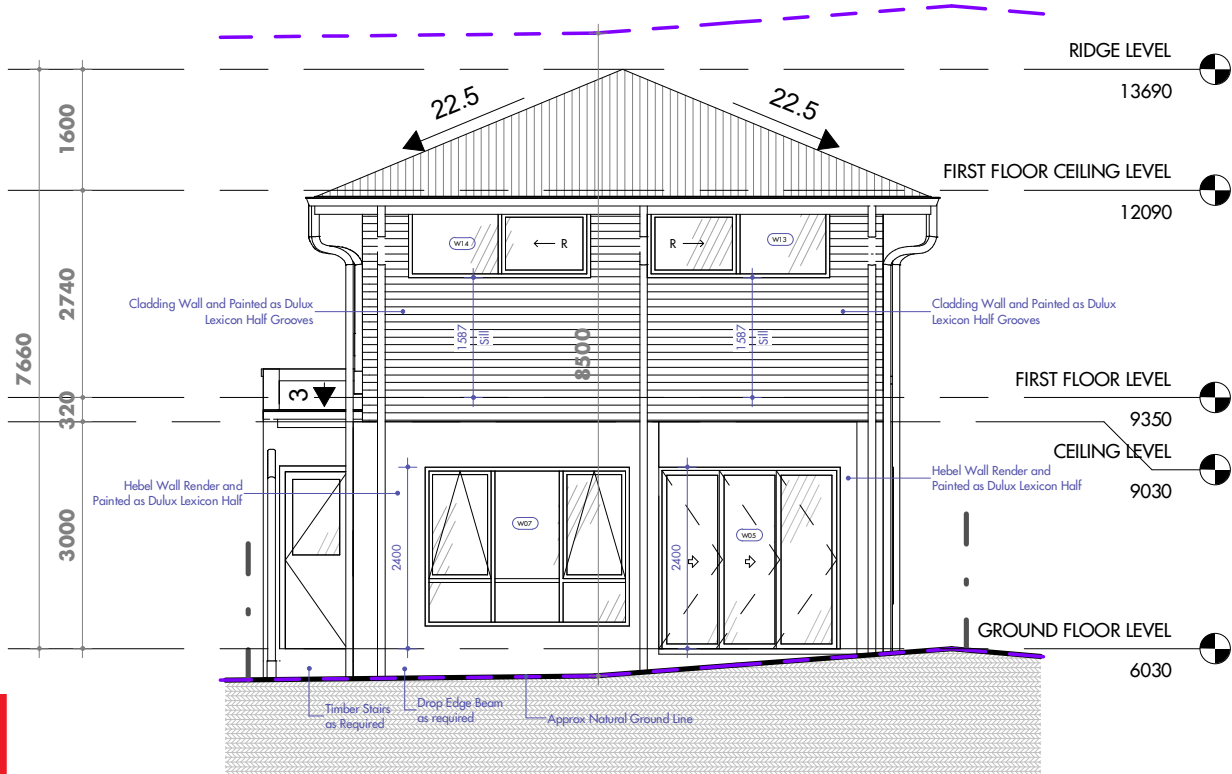 RIDGE LEVEL
13690
22.5
22.5
1600
FIRST FLOOR CEILING LEVEL
12090
W14
R
R
W13
2740
Cladding Wall and Painted as Dulux
Lexicon Half Grooves
Cladding Wall and Painted as Dulux
Lexicon Half Grooves
1587
Sill
1587
Sill
8500
7660
3
320
FIRST FLOOR LEVEL
9350
CEILING LEVEL
9030
Hebel Wall Render and
Painted as Dulux Lexicon Half
Hebel Wall Render and
Painted as Dulux Lexicon Half
3000
2400
W07
2400
W05
GROUND FLOOR LEVEL
6030
Timber Stairs
as Required
Drop Edge Beam
as required
Approx Natural Ground Line